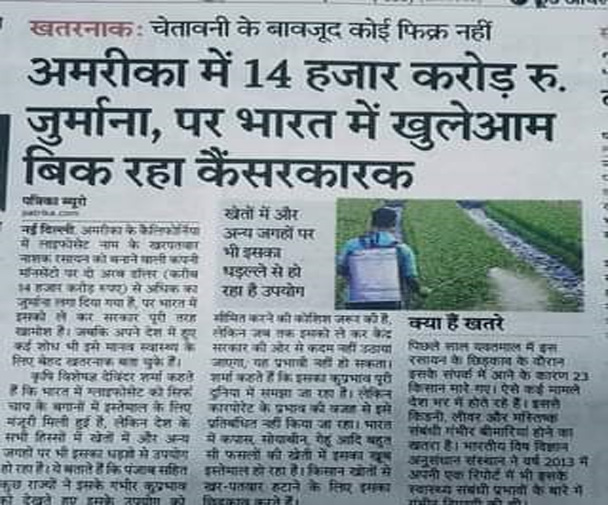 खतरनाक: चेतावनी के बावजूद कोई फिक्र नहीं
अमरीका में 14 हजार करोड़ रु.
जुर्माना, पर भारत में खुलेआम
बिक रहा कैंसरकारक
पत्रिका ब्यूरो
patrika.com
नई दिल्ली. अमरीका के कैलिफोर्निया
में लाइफोसेट नाम के खरपतवार
नाशक रसायन को बनाने वाली कंपनी
मॉनसेंटो पर दो अरब डॉलर (करीब
14 हजार करोड़ रुपए) से अधिक का
जुर्माना लगा दिया गया है, पर भारत में
इसको ले कर सरकार पूरी तरह
खामोश है। जबकि अपने देश में हुए
कई शोध भी इसे मानव स्वास्थ्य के
लिए बेहद खतरनाक बता चुके हैं।
कृषि विशेषज्ञ देविंदर शर्मा कहते
हैं कि भारत में ग्लाइफोसेट को सिर्फ
चाय के बगानों में इस्तेमाल के लिए
मंजूरी मिली हुई है, लेकिन देश के
सभी हिस्सों में खेतों में और अन्य
जगहों पर भी इसका धड़ल्ले से उपयोग
हो रहा है। वे बताते हैं कि पंजाब सहित
कुछ राज्यों ने इसके गंभीर कुप्रभाव
को देखते हुए इसके उपयोग को
खेतों में और
अन्य जगहों पर
भी इसका
धड़ल्ले से हो
रहा है उपयोग
सीमित करने की कोशिश जरूर की है,
लेकिन जब तक इसको ले कर केंद्र
सरकार की ओर से कदम नहीं उठाया
जाएगा, यह प्रभावी नहीं हो सकता।
शर्मा कहते हैं कि इसका कुप्रभाव पूरी
दुनिया में समझा जा रहा है। लेकिन
कारपोरेट के प्रभाव की वजह से इसे
प्रतिबंधित नहीं किया जा रहा। भारत
में कपास, सोयाबीन, गेहूं आदि बहुत
सी फसलों की खेती में इसका खूब
इस्तेमाल हो रहा है। किसान खेतों से
खर-पतवार हटाने के लिए इसका
छिड़काव करते हैं।
क्या हैं खतरे
पिछले साल यवतमाल में इस
रसायन के छिड़काव के दौरान
इसके संपर्क में आने के कारण 23
किसान मारे गए। ऐसे कई मामले
देश भर में होते रहे हैं। इससे
किडनी, लीवर और मस्तिष्क
संबंधी गंभीर बीमारियां होने का
खतरा है। भारतीय विष विज्ञान
अनुसंधान संस्थान ने वर्ष 2013 में
अपनी एक रिपोर्ट में भी इसके
स्वास्थ्य संबंधी प्रभावों के बारे में
गंभीर